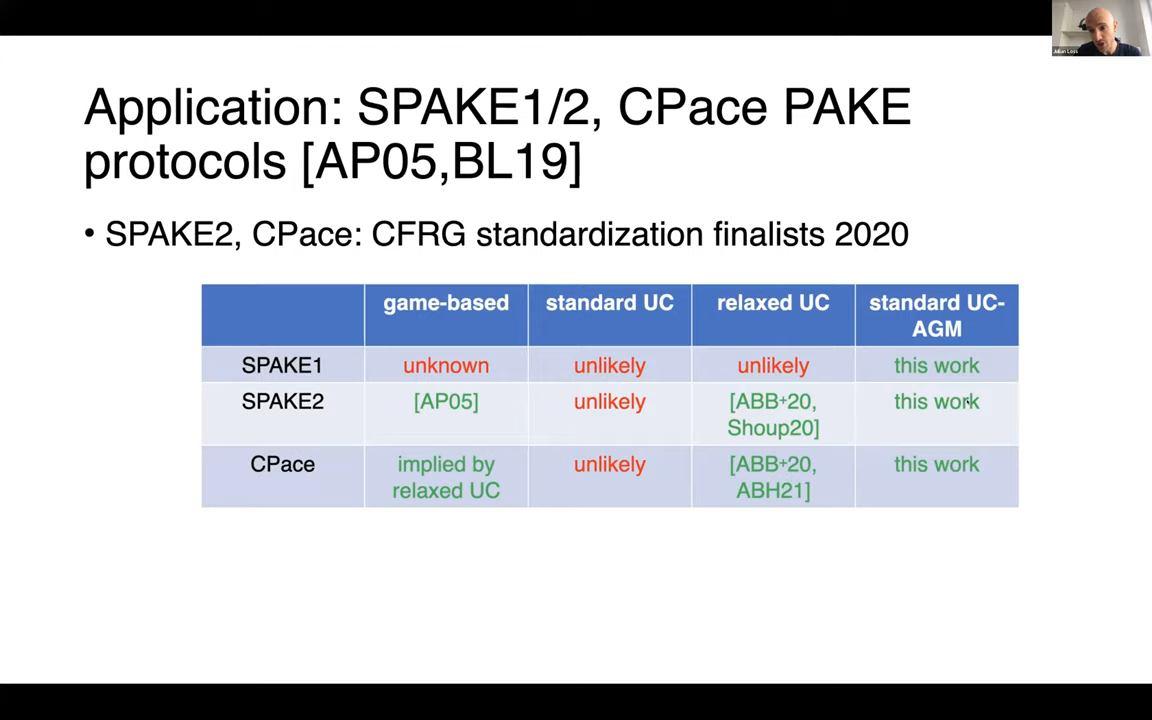 Julian Loss
Application: SPAKE1/2, CPace PAKE
protocols [AP05,BL19]
• SPAKE2, CPace: CFRG standardization finalists 2020
game-based standard UC relaxed UC standard UC-
AGM
SPAKE1 unknown unlikely unlikely this work
SPAKE2 [AP05] unlikely [ABB+20, this work
Shoup20]
CPace implied by unlikely [ABB+20, this work
relaxed UC ABH21]